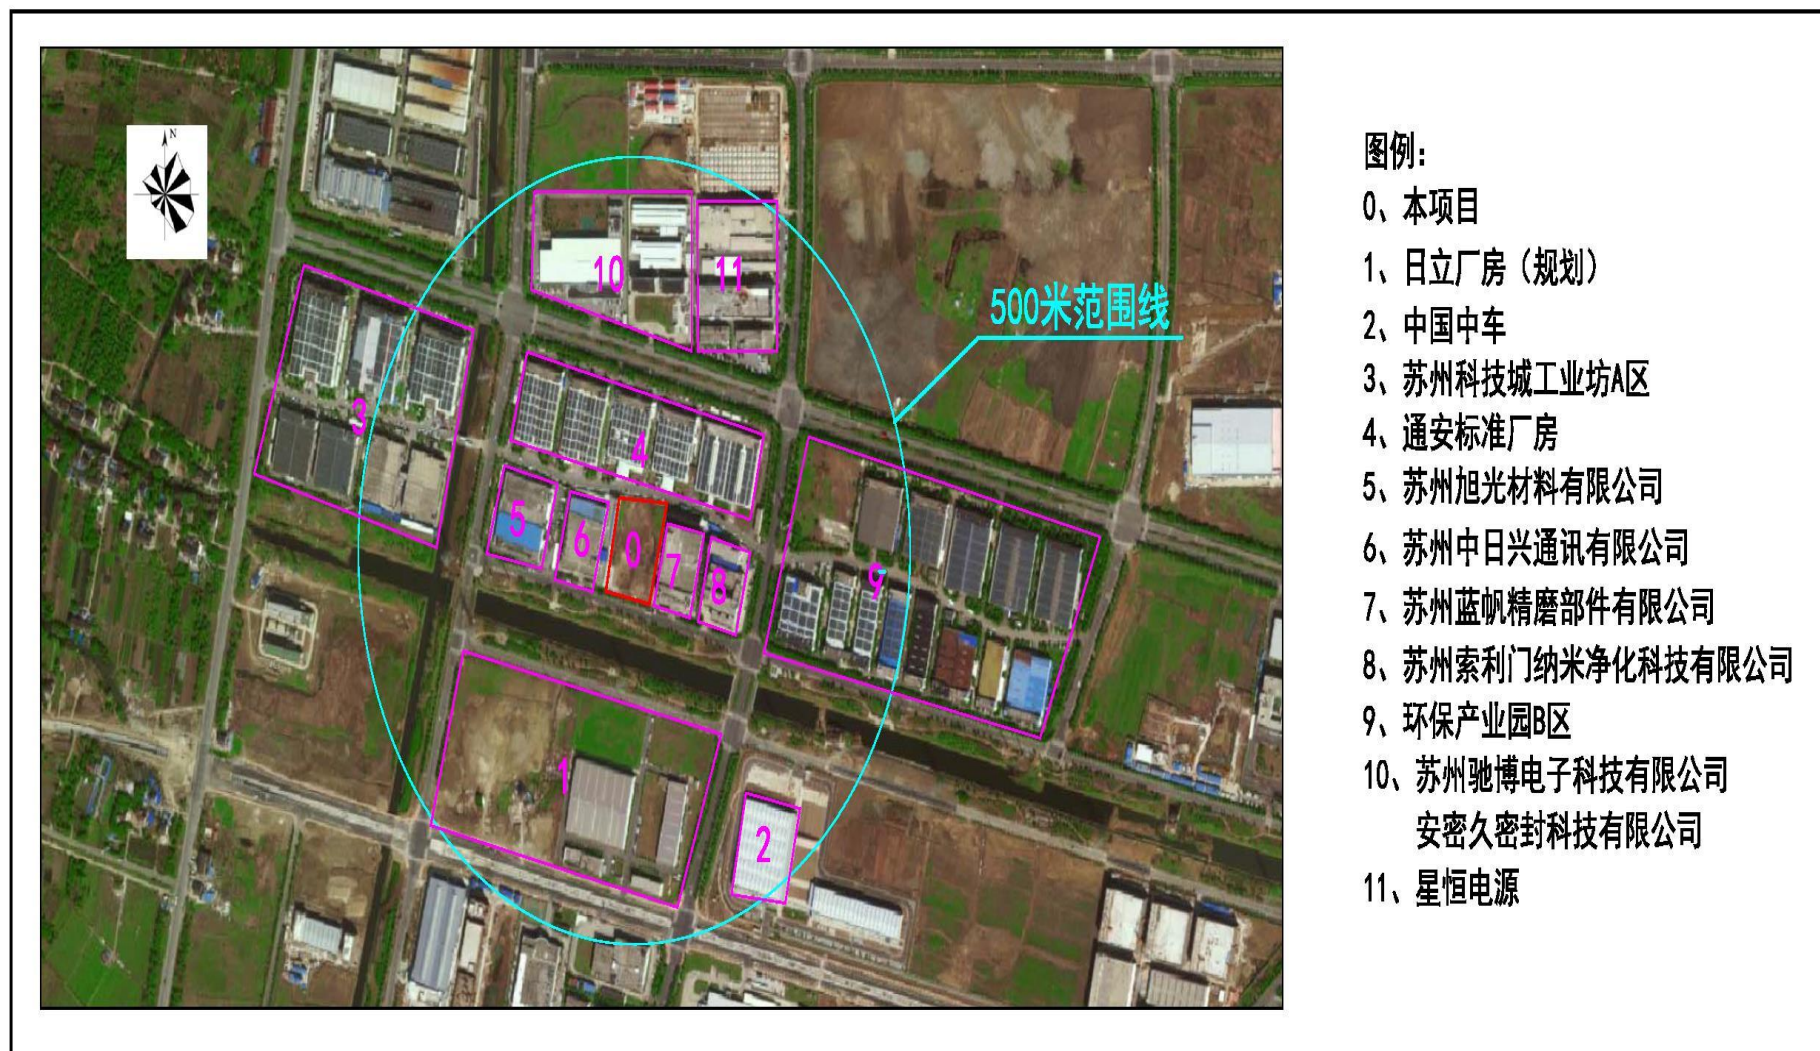 N
10
11
500米范围线
3
4
5
6
0
7
8
9
1
2
图例:
0、本项目
1、日立厂房（规划）
2、中国中车
3、苏州科技城工业坊A区
4、通安标准厂房
5、苏州旭光材料有限公司
6、苏州中日兴通讯有限公司
7、苏州蓝帆精磨部件有限公司
8、苏州索利门纳米净化科技有限公司
9、环保产业园B区
10、苏州驰博电子科技有限公司
安密久密封科技有限公司
11、星恒电源